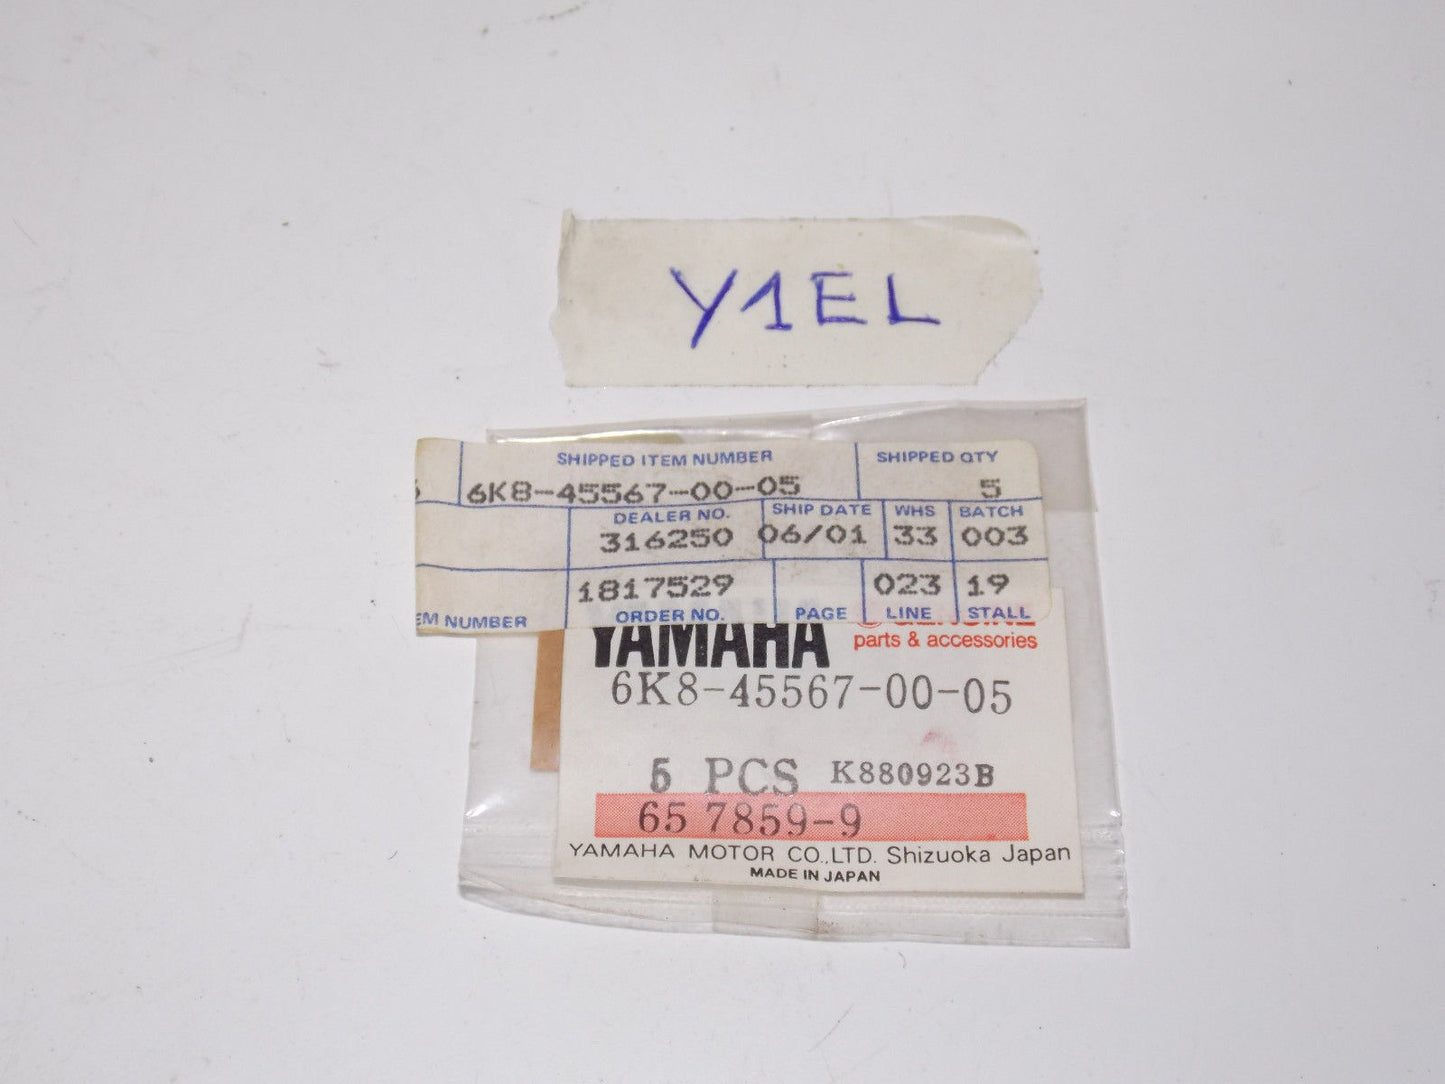 Y1EL
SHIPPED ITEM NUMBER SHIPPED QTY
6K8-45567-00-05 5
DEALER NO. SHIP DATE WHS BATCH
316250 06/01 33 003
1817529 023 19
EM NUMBER ORDER NO. PAGE LINE STALL
YAMAHA
parts & accessories
6K8-45567-00-05
5 PCS K880923B
65 7859-9
YAMAHA MOTOR CO.,LTD. Shizuoka Japan
MADE IN JAPAN